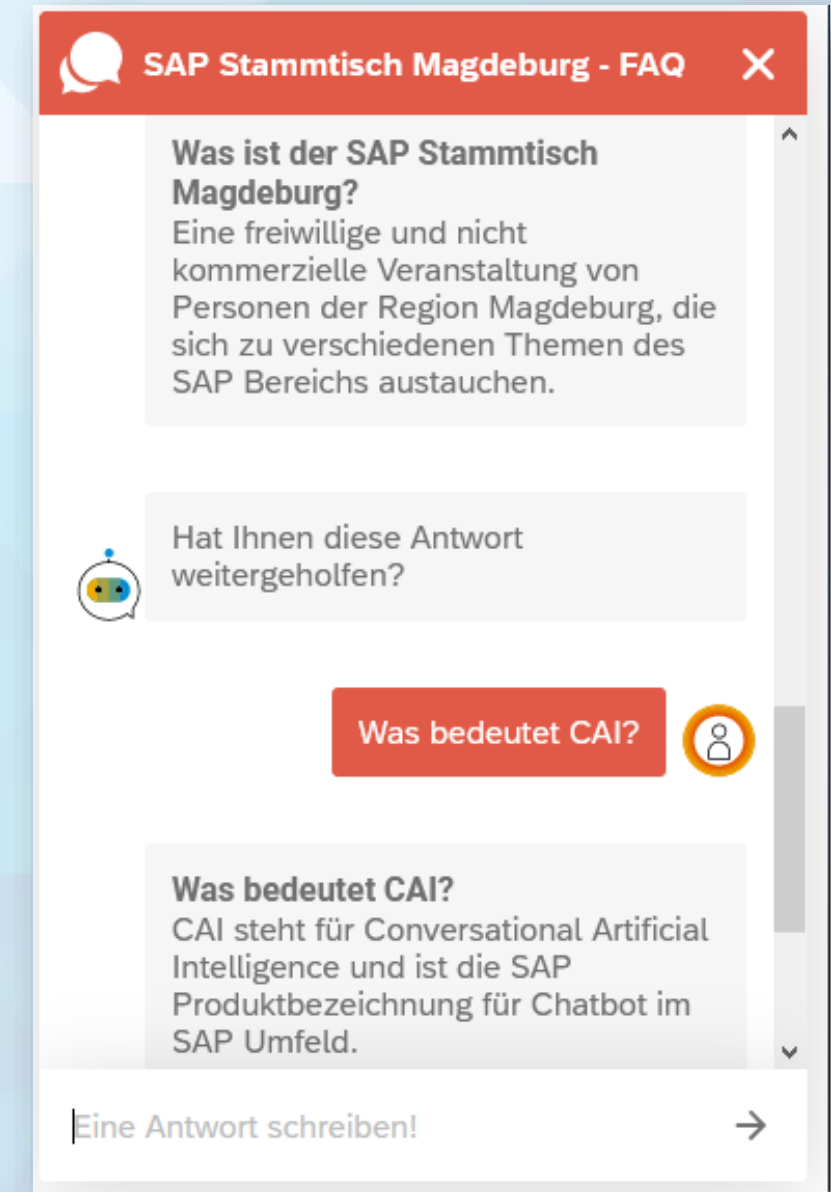 SAP Stammtisch Magdeburg - FAQ
Was ist der SAP Stammtisch
Magdeburg?
Eine freiwillige und nicht
kommerzielle Veranstaltung von
Personen der Region Magdeburg, die
sich zu verschiedenen Themen des
SAP Bereichs austauchen.
Hat Ihnen diese Antwort
weitergeholfen?
Was bedeutet CAI?
Was bedeutet CAI?
CAI steht für Conversational Artificial
Intelligence und ist die SAP
Produktbezeichnung für Chatbot im
SAP Umfeld.
Eine Antwort schreiben!